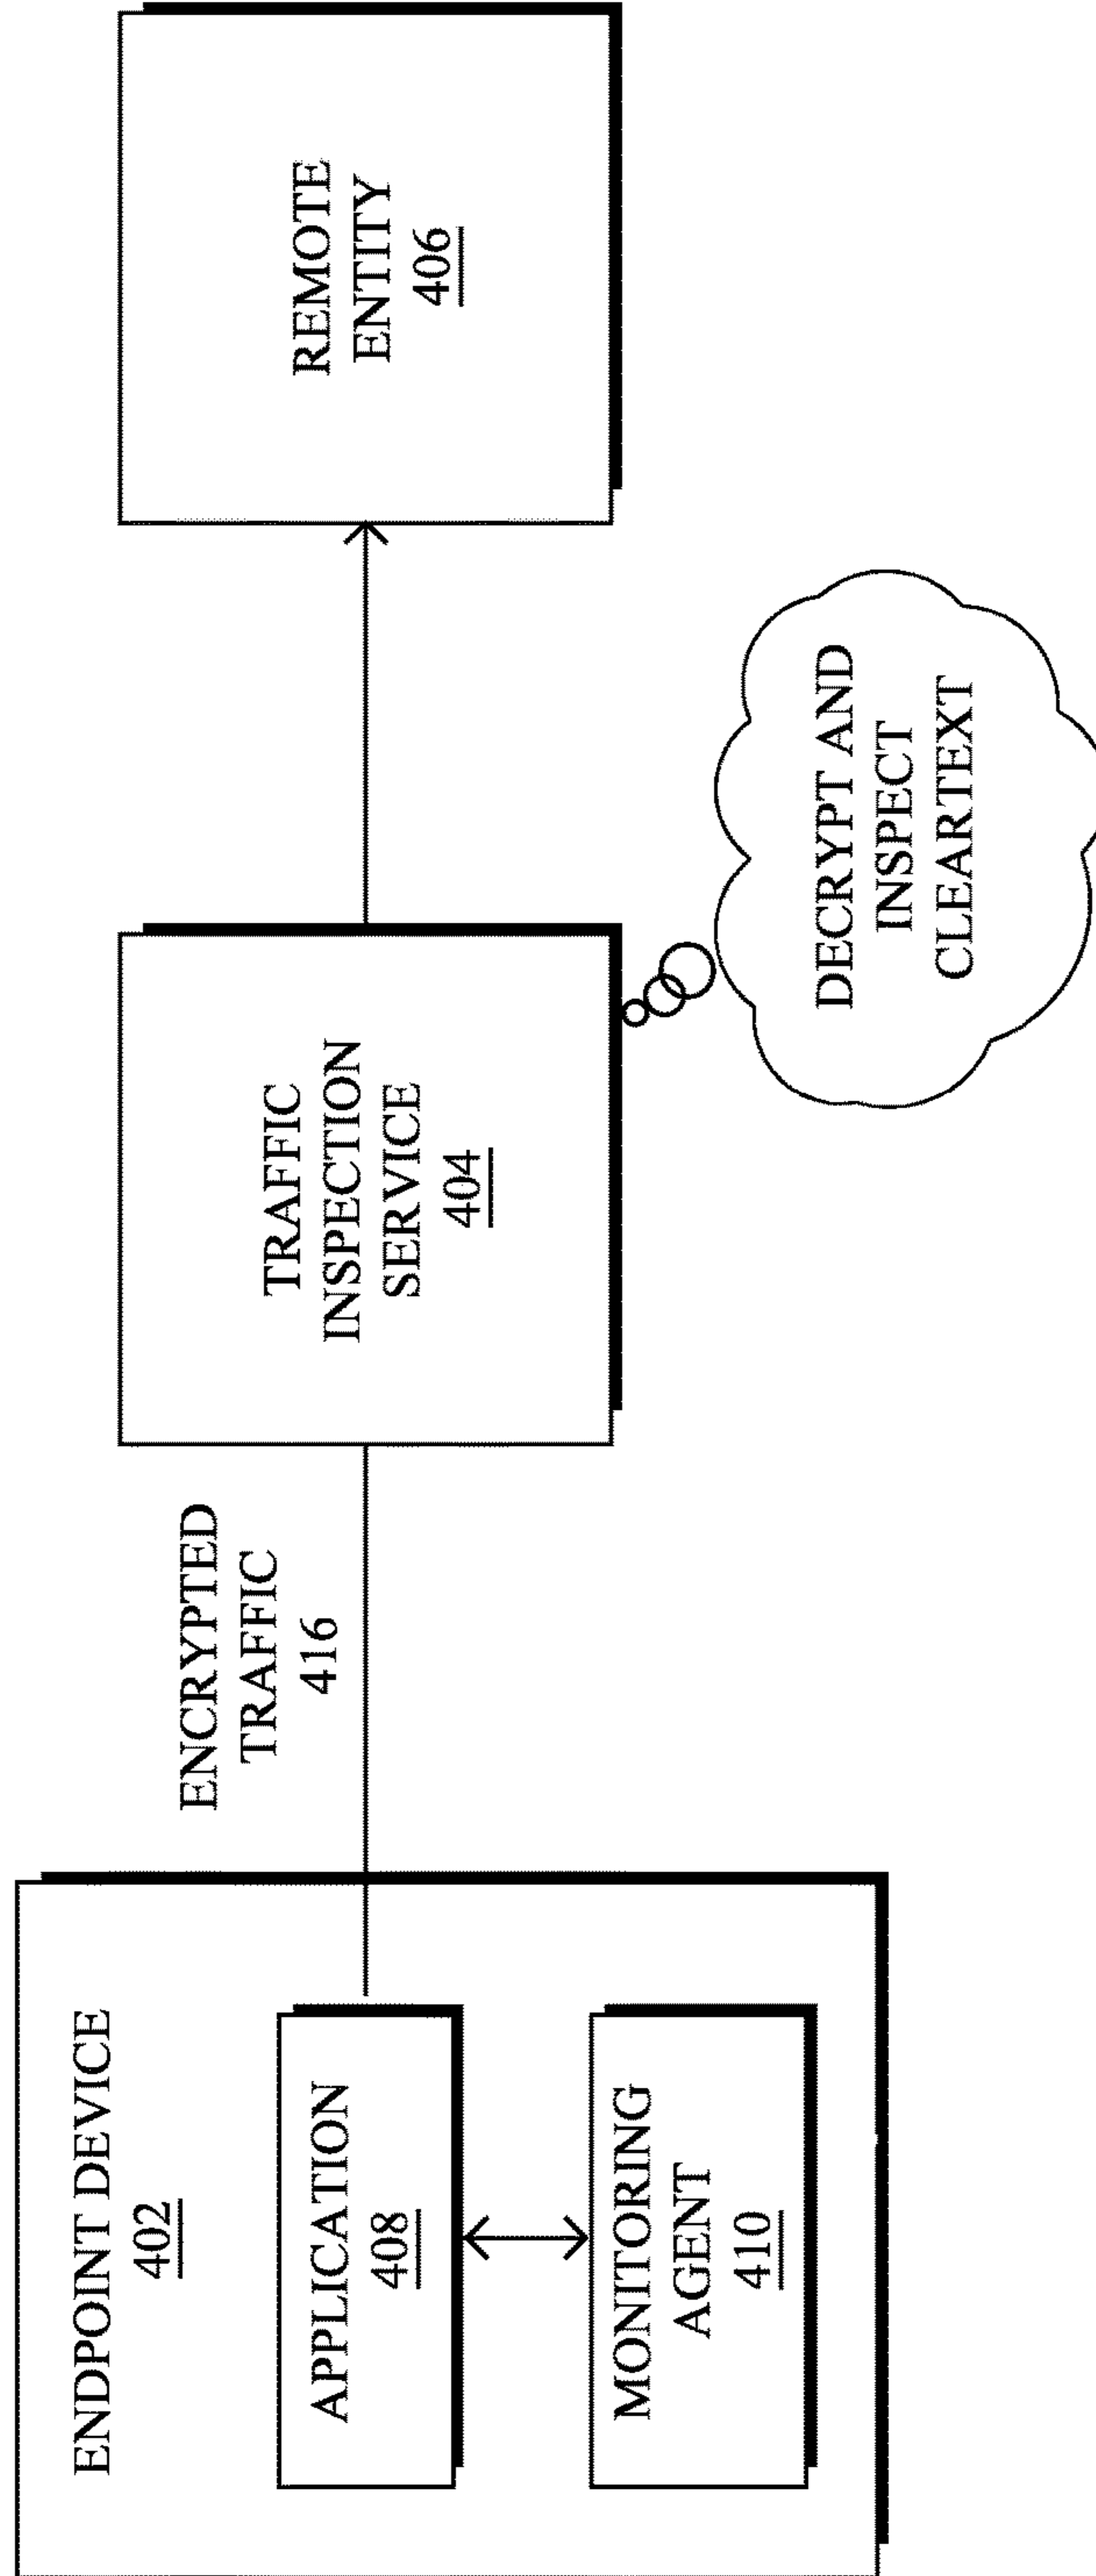 ENDPOINT DEVICE
402
APPLICATION
408
MONITORING
AGENT
410
ENCRYPTED
TRAFFIC
416
TRAFFIC
INSPECTION
SERVICE
404
DECRYPT AND
INSPECT
CLEARTEXT
REMOTE
ENTITY
406